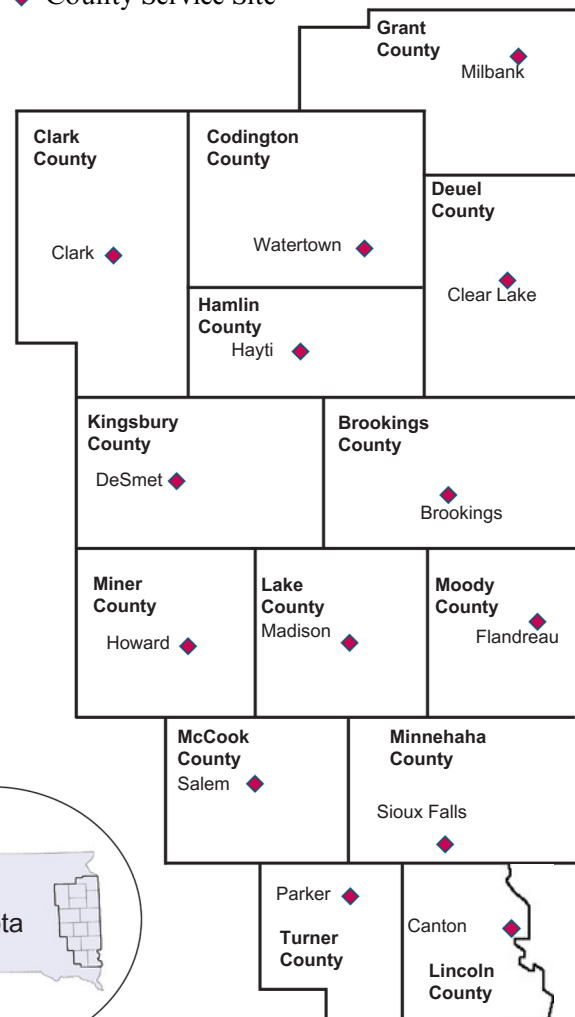 County Service Site
Grant
County
Milbank
Clark
County
Codington
County
Deuel
County
Clark
Watertown
Clear Lake
Hamlin
County
Hayti
Kingsbury
County
Brookings
County
DeSmet
Brookings
Miner
County
Lake
County
Moody
County
Howard
Madison
Flandreau
McCook
County
Minnehaha
County
Salem
Sioux Falls
Parker
Canton
Turner
County
Lincoln
County
ta